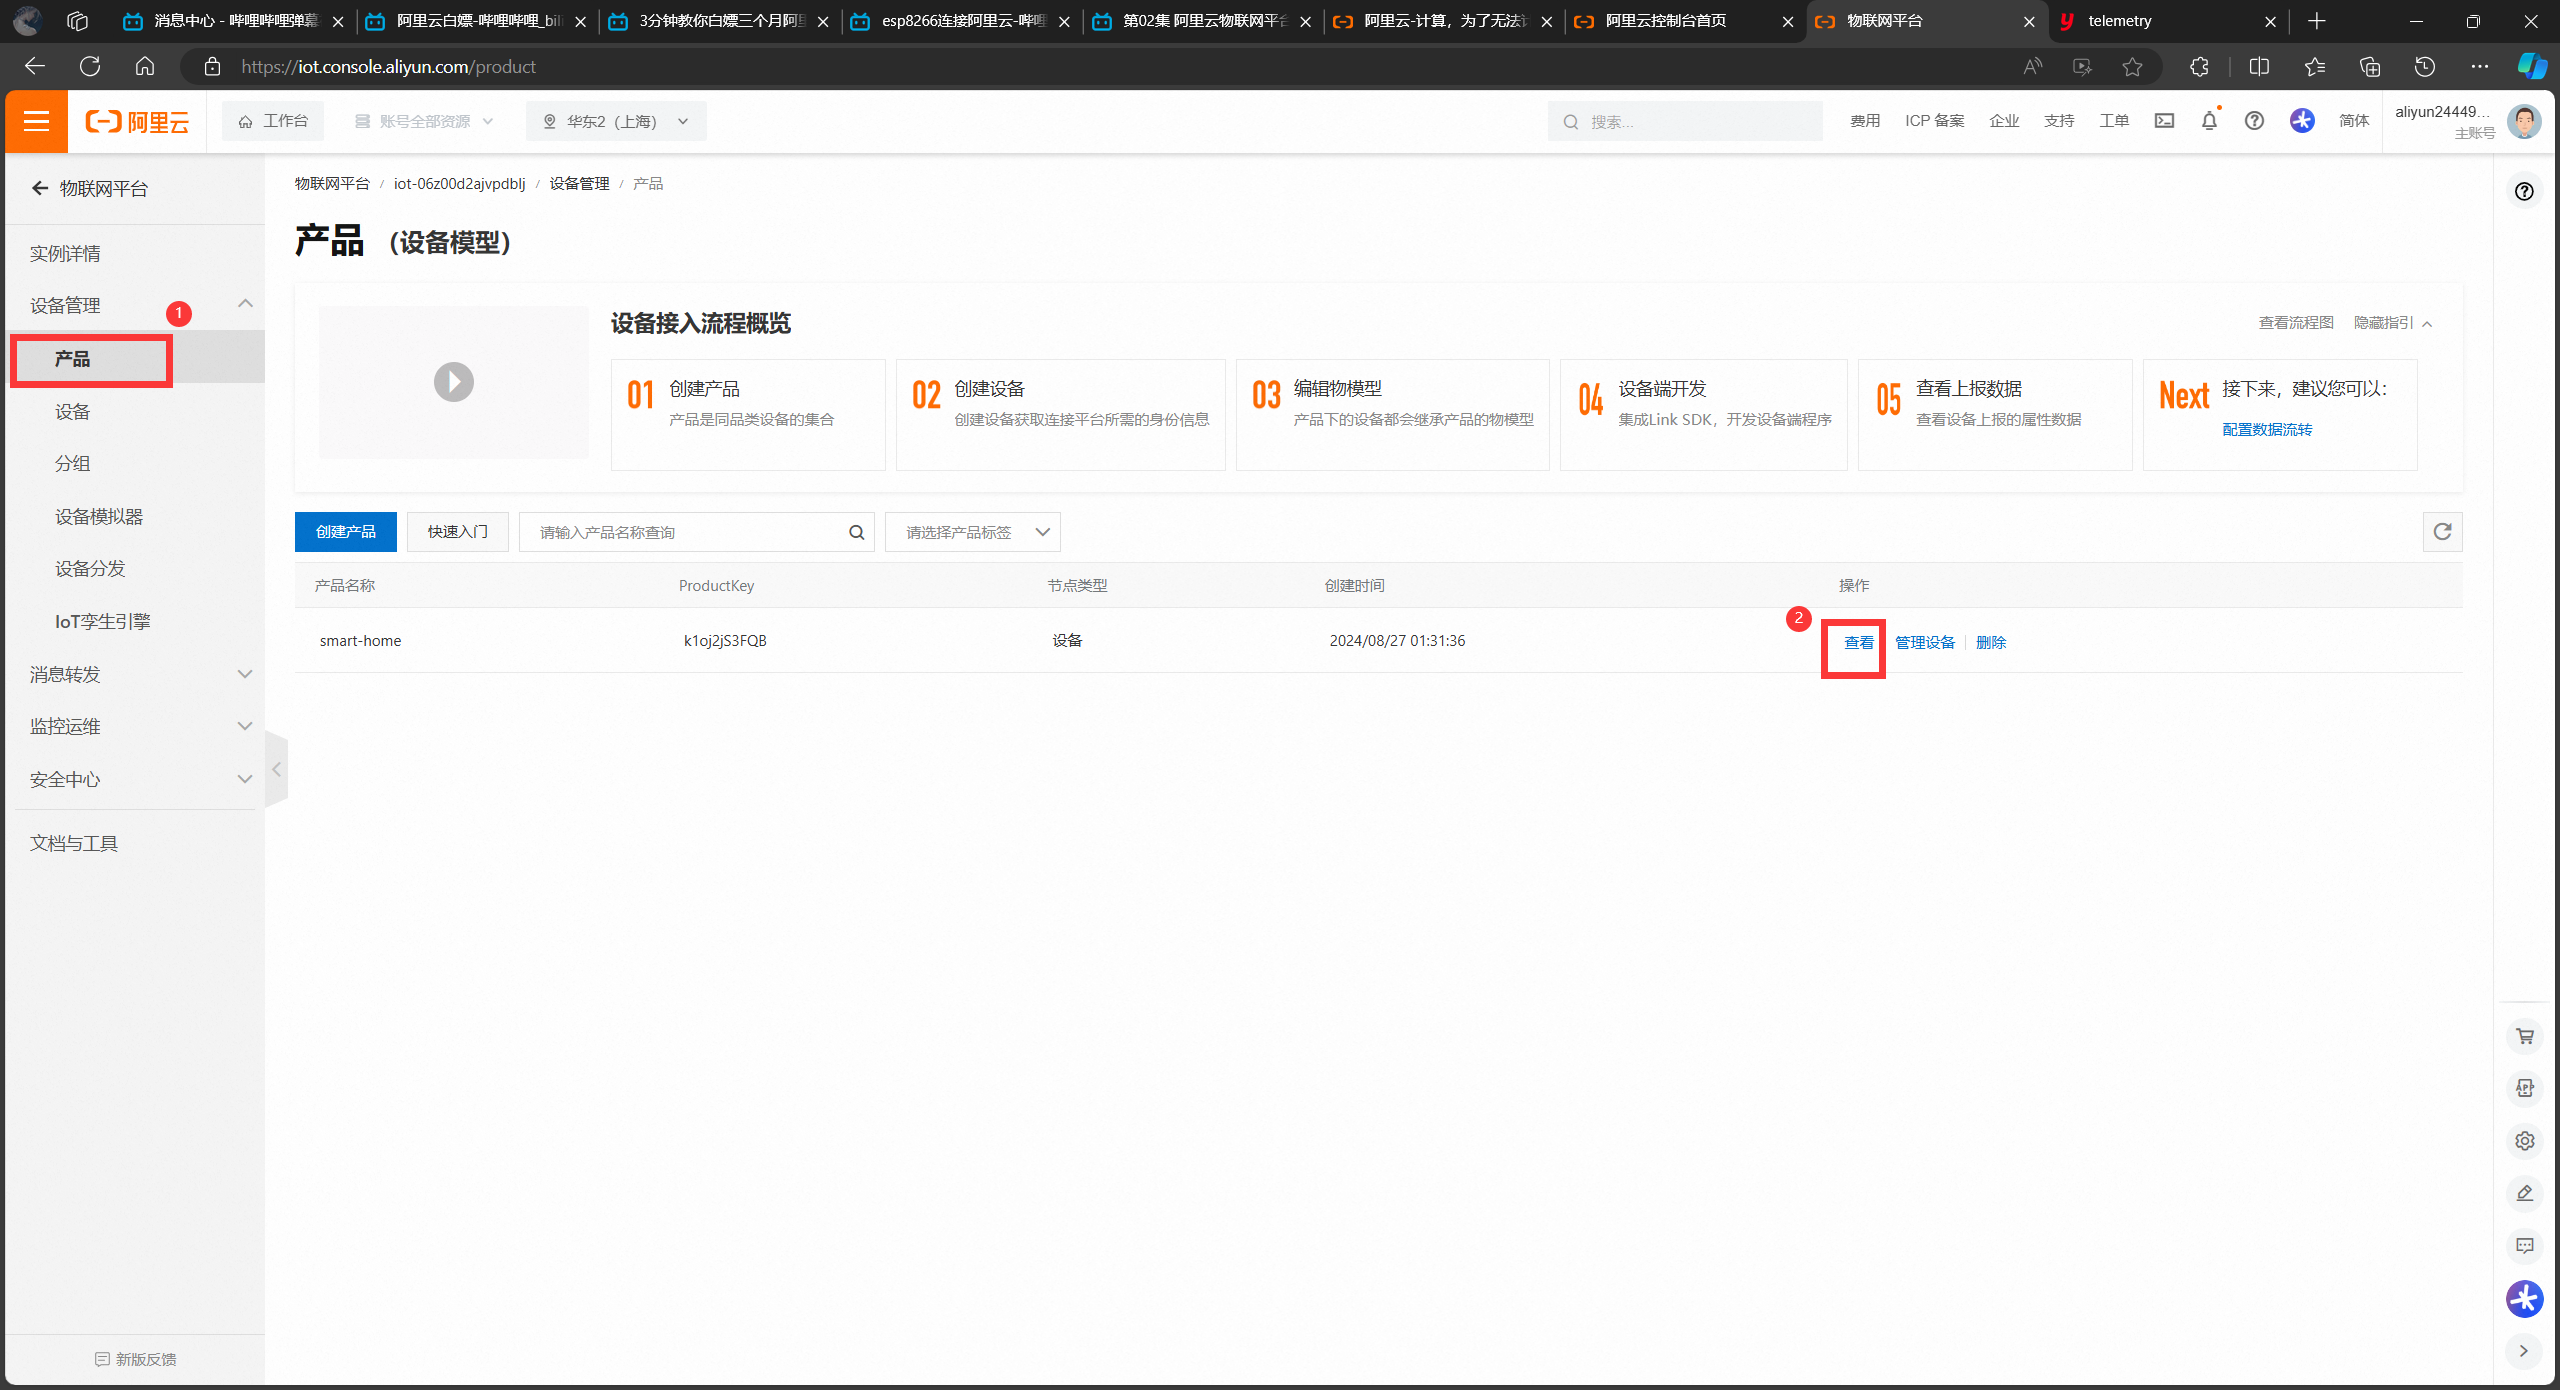 消息中心 - 哔哩哔哩弹幕
阿里云白嫖-哔哩哔哩_bili
3分钟教你白嫖三个月阿里
esp8266连接阿里云-哔哩
第02集 阿里云物联网平台
阿里云-计算，为了无法计
阿里云控制台首页
物联网平台
telemetry
https://iot.console.aliyun.com/product
阿里云
工作台
账号全部资源
华东2（上海）
搜索...
费用
ICP 备案
企业
支持
工单
简体
aliyun24449...
主账号
物联网平台
实例详情
设备管理
1
产品
设备
分组
设备模拟器
设备分发
IoT孪生引擎
消息转发
监控运维
安全中心
文档与工具
新版反馈
物联网平台 / iot-06z00d2ajvpdblj / 设备管理 / 产品
产品 （设备模型）
设备接入流程概览
查看流程图
隐藏指引
01 创建产品
产品是同品类设备的集合
02 创建设备
创建设备获取连接平台所需的身份信息
03 编辑物模型
产品下的设备都会继承产品的物模型
04 设备端开发
集成Link SDK，开发设备端程序
05 查看上报数据
查看设备上报的属性数据
Next 接下来，建议您可以：
配置数据流转
创建产品
快速入门
请输入产品名称查询
请选择产品标签
产品名称
ProductKey
节点类型
创建时间
操作
smart-home
k1oj2jS3FQB
设备
2024/08/27 01:31:36
2
查看
管理设备
删除
APP